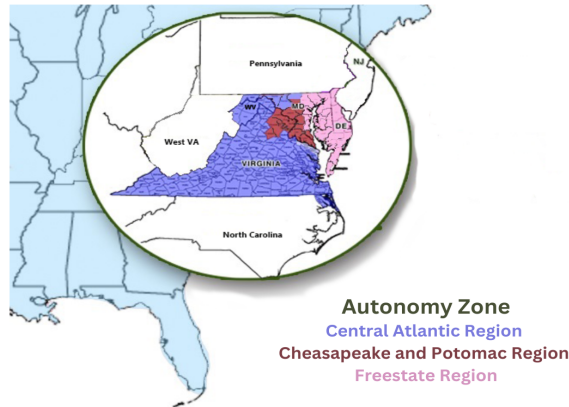 Pennsylvania
NJ
WV
MD
DE
West VA
VIRGINIA
North Carolina
Autonomy Zone
Central Atlantic Region
Cheasapeake and Potomac Region
Freestate Region